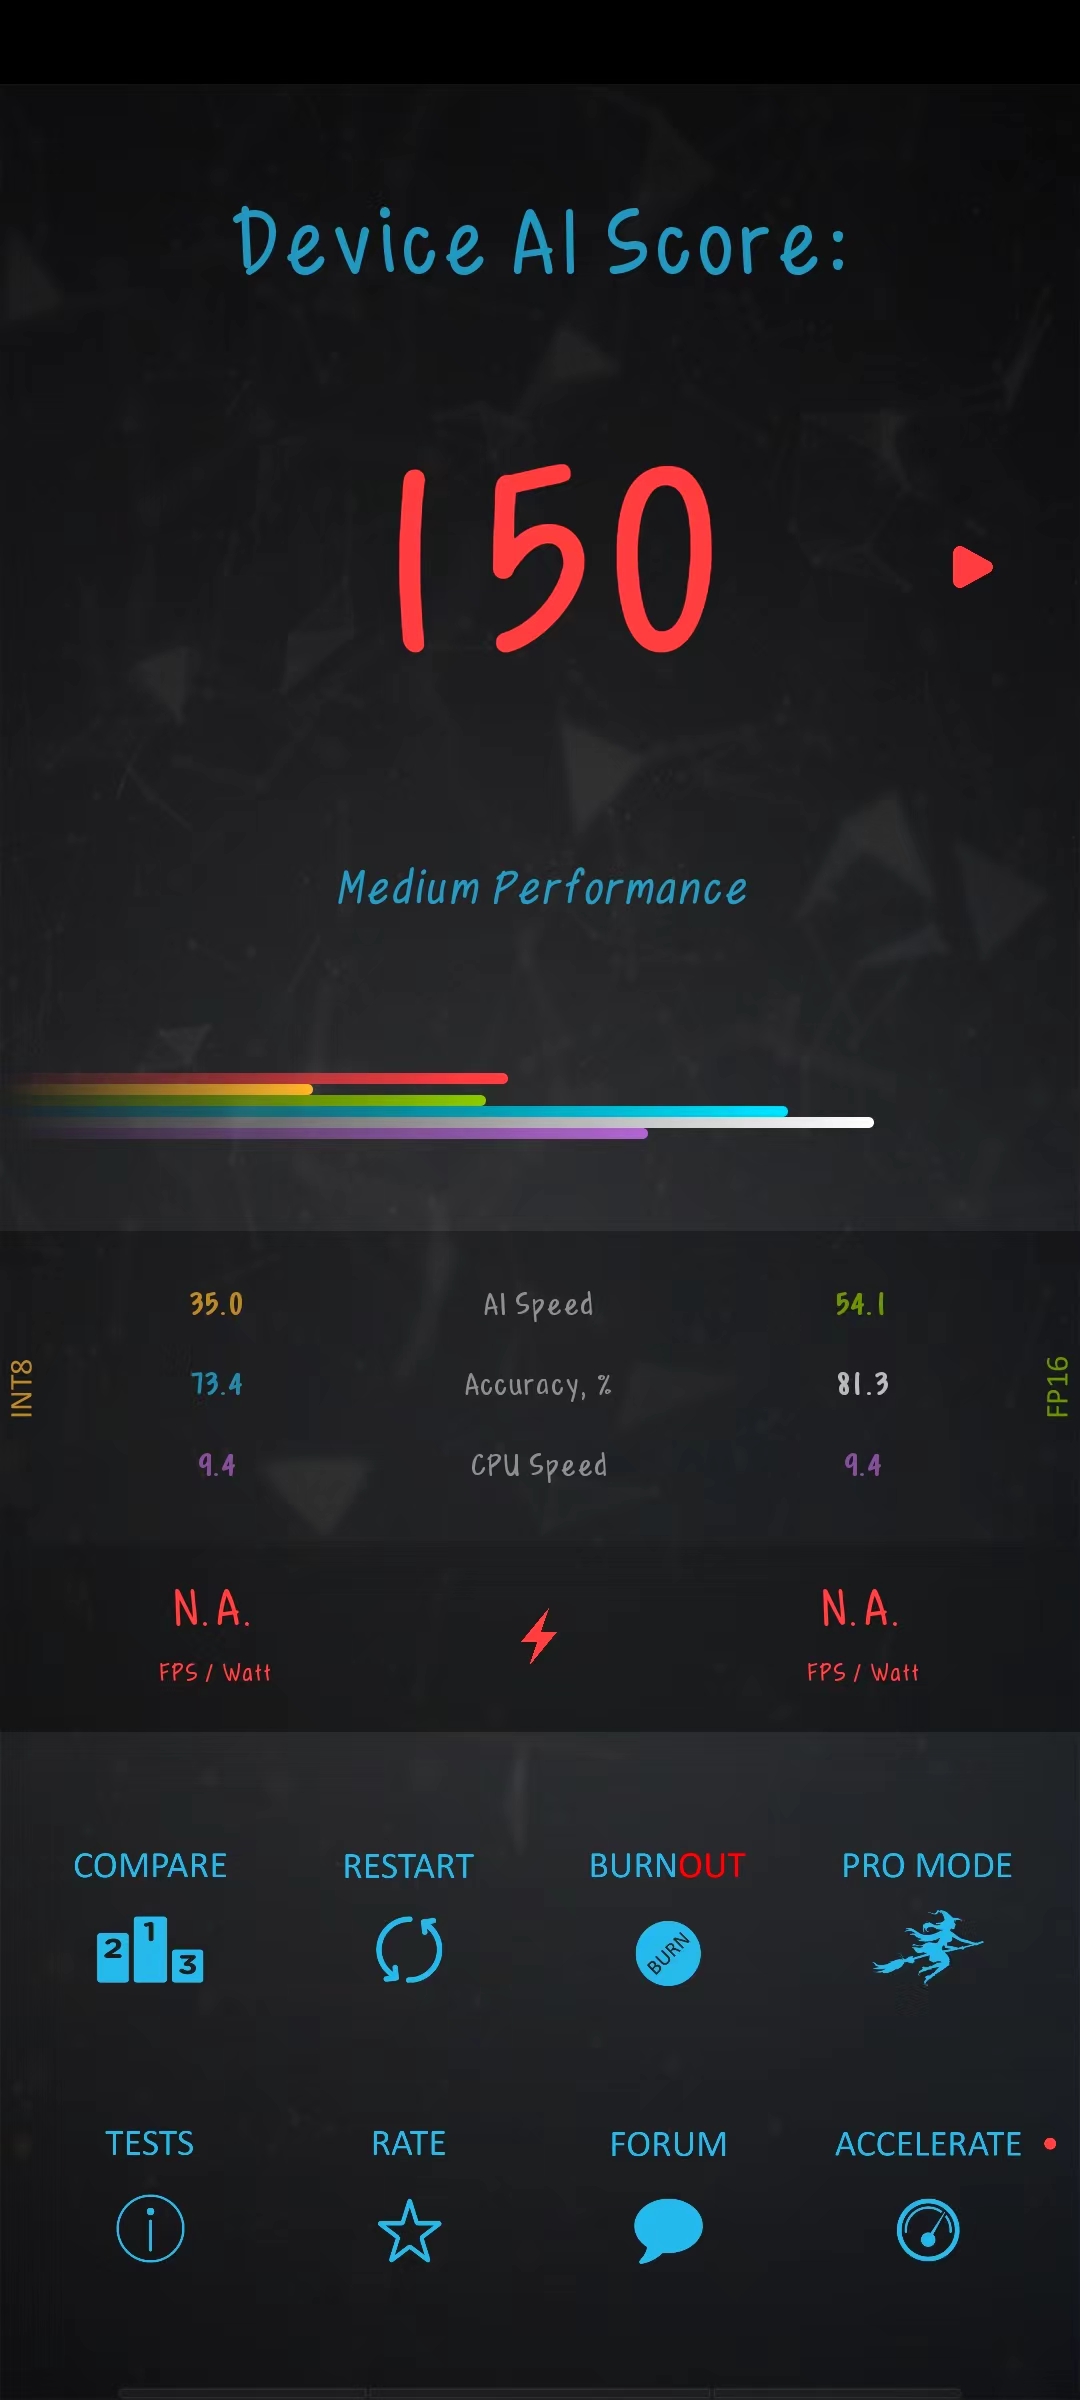 Device AI Score:
150
Medium Performance
35.0 AI Speed 54.1
INT8
73.4 Accuracy, % 81.3
FP16
9.4 CPU Speed 9.4
N.A. N.A.
FPS / Watt FPS / Watt
COMPARE RESTART BURNOUT PRO MODE
2 1 3
BURN
TESTS RATE FORUM ACCELERATE